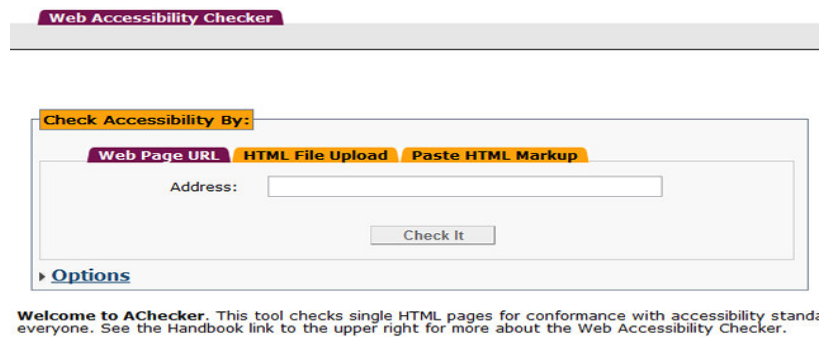 Web Accessibility Checker
Check Accessibility By:
Web Page URL HTML File Upload Paste HTML Markup
Address:
Check It
Options
Welcome to AChecker. This tool checks single HTML pages for conformance with accessibility
everyone. See the Handbook link to the upper right for more about the Web Accessibility Checker.